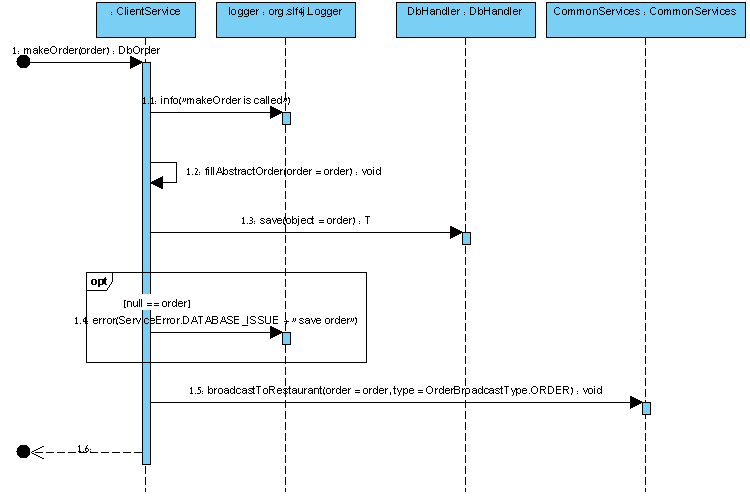 : ClientService
logger : org.slf4j.Logger
DbHandler : DbHandler
CommonServices : CommonServices
1: makeOrder(order) : DbOrder
1.1: info("makeOrder is called")
1.2: fillAbstractOrder(order = order) : void
1.3: save(object = order) : T
opt
[null == order]
1.4: error(ServiceError.DATABASE_ISSUE + " save order")
1.5: broadcastToRestaurant(order = order, type = OrderBroadcastType.ORDER) : void
1.6: